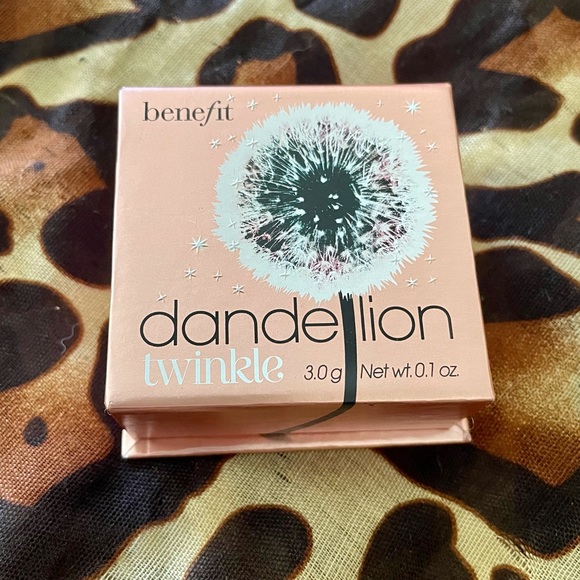 benefit
dandelion
twinkle 3.0 g Net wt. 0.1 oz.